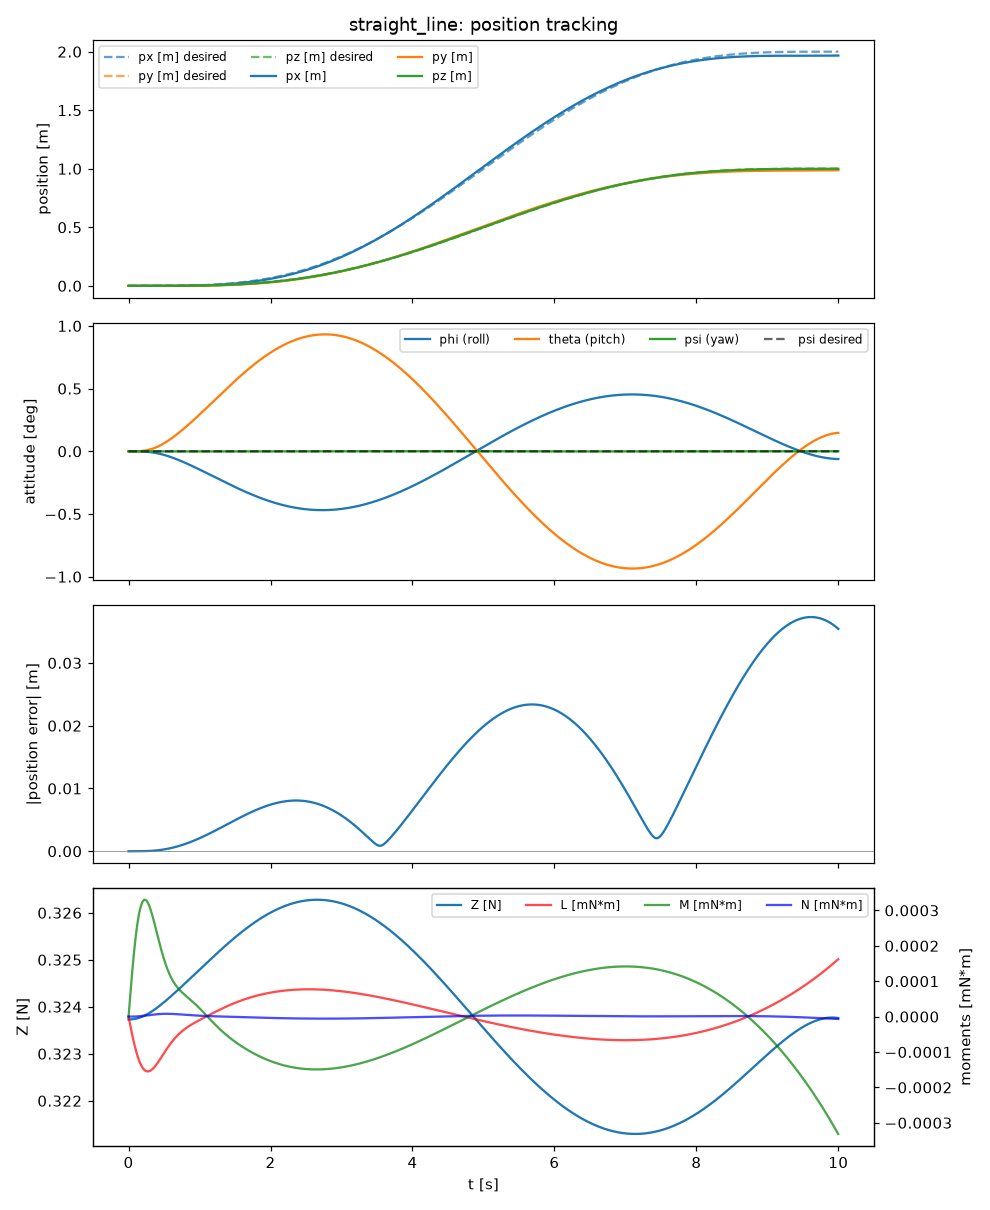 straight_line: position tracking
px [m] desired
py [m] desired
pz [m] desired
px [m]
py [m]
pz [m]
position [m]
2.0
1.5
1.0
0.5
0.0
phi (roll)
theta (pitch)
psi (yaw)
psi desired
attitude [deg]
1.0
0.5
0.0
−0.5
−1.0
|position error| [m]
0.03
0.02
0.01
0.00
Z [N]
L [mN*m]
M [mN*m]
N [mN*m]
Z [N]
0.326
0.325
0.324
0.323
0.322
0.0003
0.0002
0.0001
0.0000
−0.0001
−0.0002
−0.0003
moments [mN*m]
0 2 4 6 8 10
t [s]